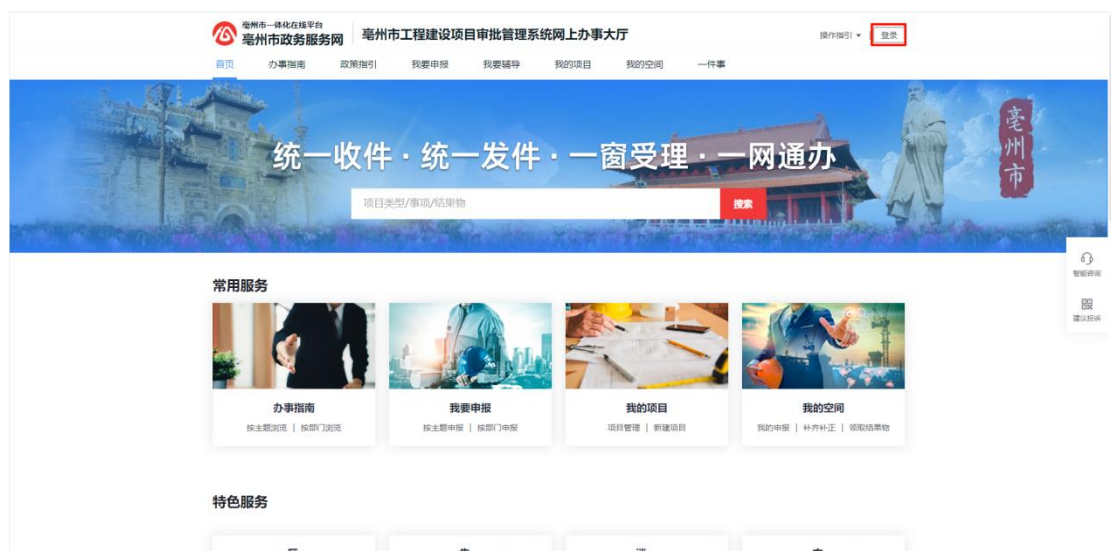 亳州市一体化在线平台
亳州市政务服务网
亳州市工程建设项目审批管理系统网上办事大厅
操作指引
登录
首页 办事指南 政策指引 我要申报 我要辅导 我的项目 我的空间 一件事
统一收件 · 统一发件 · 一窗受理 · 一网通办
亳州市
项目类型/事项/结果物
搜索
智能咨询
建议投诉
常用服务
办事指南
按主题浏览 | 按部门浏览
我要申报
按主题申报 | 按部门申报
我的项目
项目管理 | 新建项目
我的空间
我的申报 | 补齐补正 | 领取结果物
特色服务